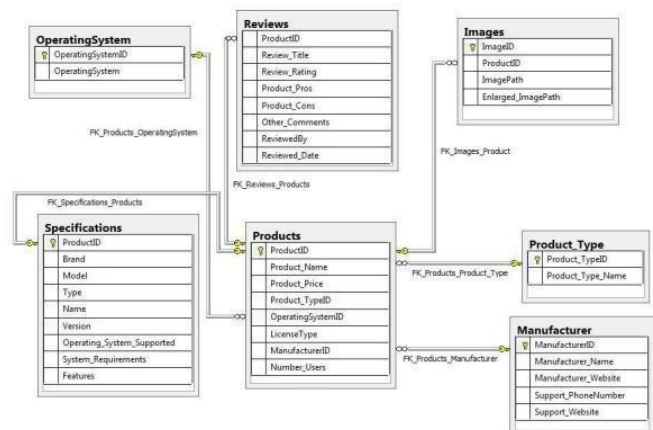 OperatingSystem
OperatingSystemID
OperatingSystem
Reviews
ProductID
Review_Title
Review_Rating
Product_Pros
Product_Cons
Other_Comments
ReviewedBy
Reviewed_Date
Images
ImageID
ProductID
ImagePath
Enlarged_ImagePath
FK_Products_OperatingSystem
FK_Images_Product
FK_Reviews_Products
FK_Specifications_Products
Specifications
ProductID
Brand
Model
Type
Name
Version
Operating_System_Supported
System_Requirements
Features
Products
ProductID
Product_Name
Product_Price
Product_TypeID
OperatingSystemID
LicenseType
ManufacturerID
Number_Users
Product_Type
Product_TypeID
Product_Type_Name
FK_Products_Product_Type
Manufacturer
ManufacturerID
Manufacturer_Name
Manufacturer_Website
Support_PhoneNumber
Support_Website
FK_Products_Manufacturer